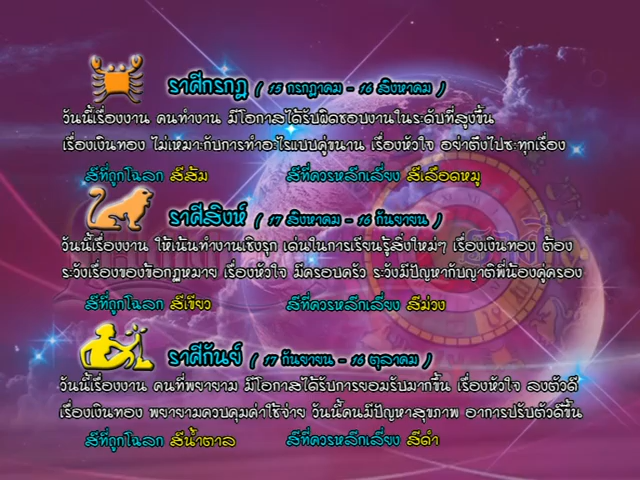 ราศีกรกฎ ( 15 กรกฎาคม - 16 สิงหาคม )
วันนี้เรื่องงาน คนทำงาน มีโอกาสได้รับผิดชอบงานในระดับที่สูงขึ้น
เรื่องเงินทอง ไม่เหมาะกับการทำอะไรแบบคู่ขนาน เรื่องหัวใจ อย่าตึงไปซะทุกเรื่อง
สีที่ถูกโฉลก สีส้ม สีที่ควรหลีกเลี่ยง สีเลือดหมู
ราศีสิงห์ ( 17 สิงหาคม - 16 กันยายน )
วันนี้เรื่องงาน ให้เน้นทำงานเชิงรุก เด่นในการเรียนรู้สิ่งใหม่ๆ เรื่องเงินทอง ต้อง
ระวังเรื่องของข้อกฎหมาย เรื่องหัวใจ มีครอบครัว ระวังมีปัญหากับญาติพี่น้องคู่ครอง
สีที่ถูกโฉลก สีเขียว สีที่ควรหลีกเลี่ยง สีม่วง
ราศีกันย์ ( 17 กันยายน - 16 ตุลาคม )
วันนี้เรื่องงาน คนที่พยายาม มีโอกาสได้รับการยอมรับมากขึ้น เรื่องหัวใจ ลงตัวดี
เรื่องเงินทอง พยายามควบคุมค่าใช้จ่าย วันนี้คนมีปัญหาสุขภาพ อาการปรับตัวดีขึ้น
สีที่ถูกโฉลก สีน้ำตาล สีที่ควรหลีกเลี่ยง สีดำ